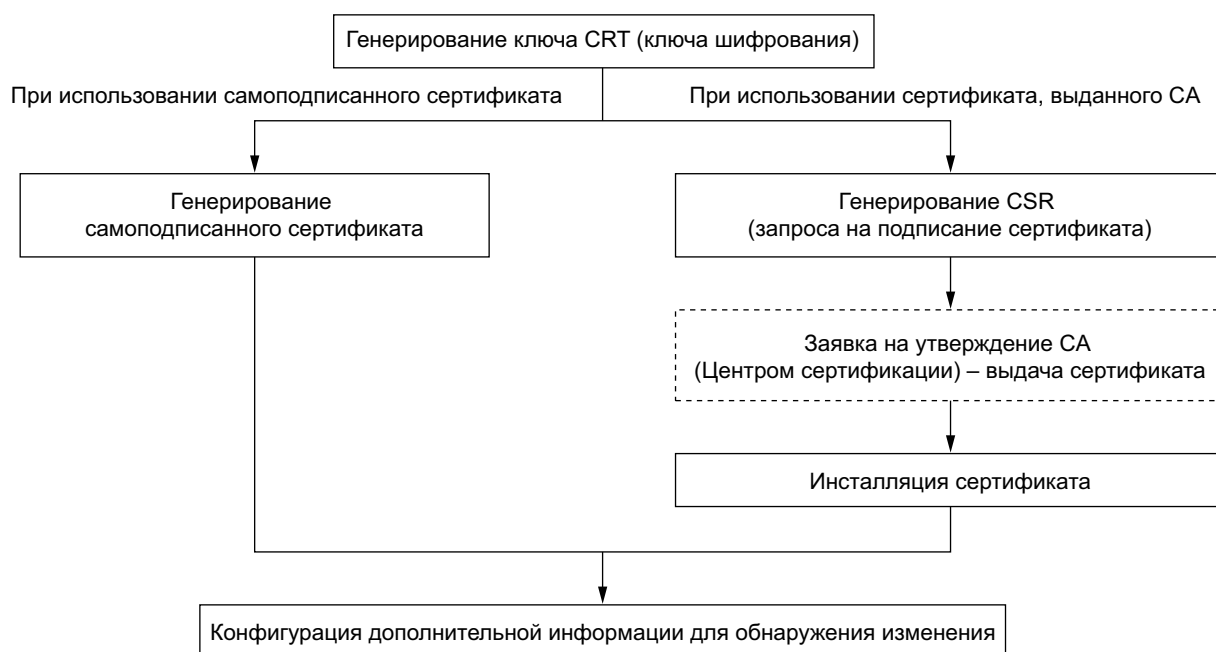 Генерирование ключа CRT (ключа шифрования)
При использовании самоподписанного сертификата
При использовании сертификата, выданного CA
Генерирование
самоподписанного сертификата
Генерирование CSR
(запроса на подписание сертификата)
Заявка на утверждение CA
(Центром сертификации) – выдача сертификата
Инсталляция сертификата
Конфигурация дополнительной информации для обнаружения изменения